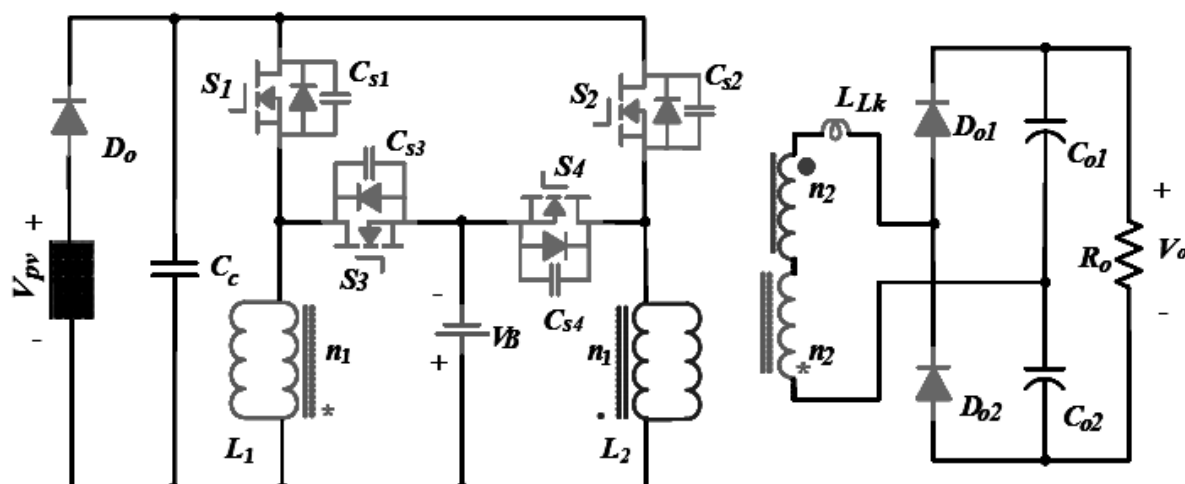 S1
Cs1
S2
Cs2
Do
Cs3
S4
S3
Cs4
+
Vpv
-
Cc
n1
*
L1
-
VB
+
n1
.
L2
LLk
n2
n2
*
Do1
Co1
Do2
Co2
+
Ro
Vo
-